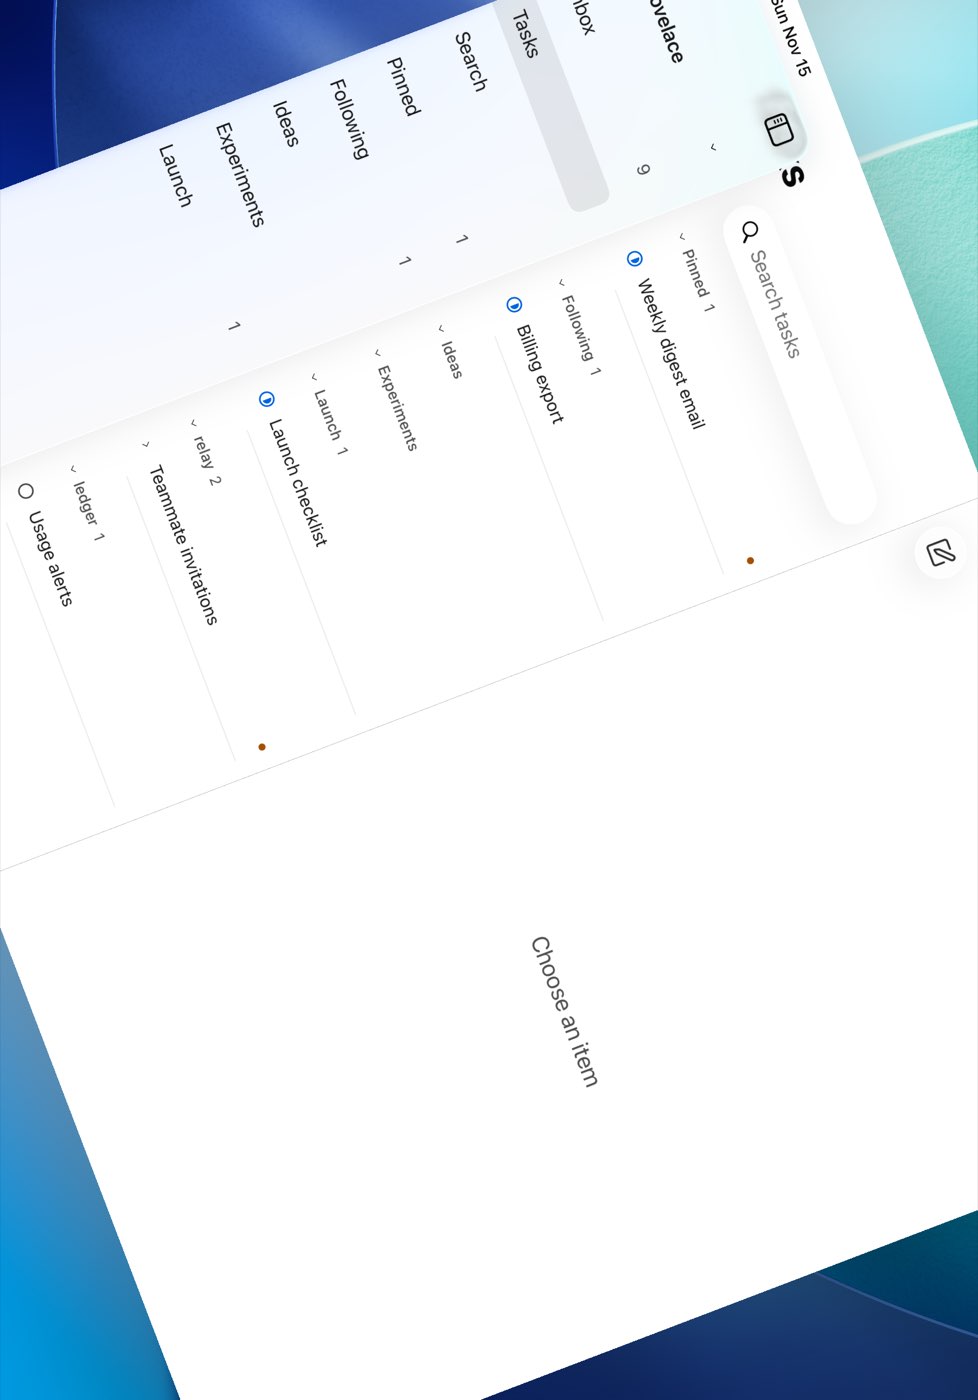 Sun Nov 15
ovelace
box
9
Tasks
Search
Pinned
1
Following
1
Ideas
Experiments
Launch
1
s
Search tasks
Pinned 1
Weekly digest email
Following 1
Billing export
Ideas
Experiments
Launch 1
Launch checklist
relay 2
Teammate invitations
ledger 1
Usage alerts
Choose an item